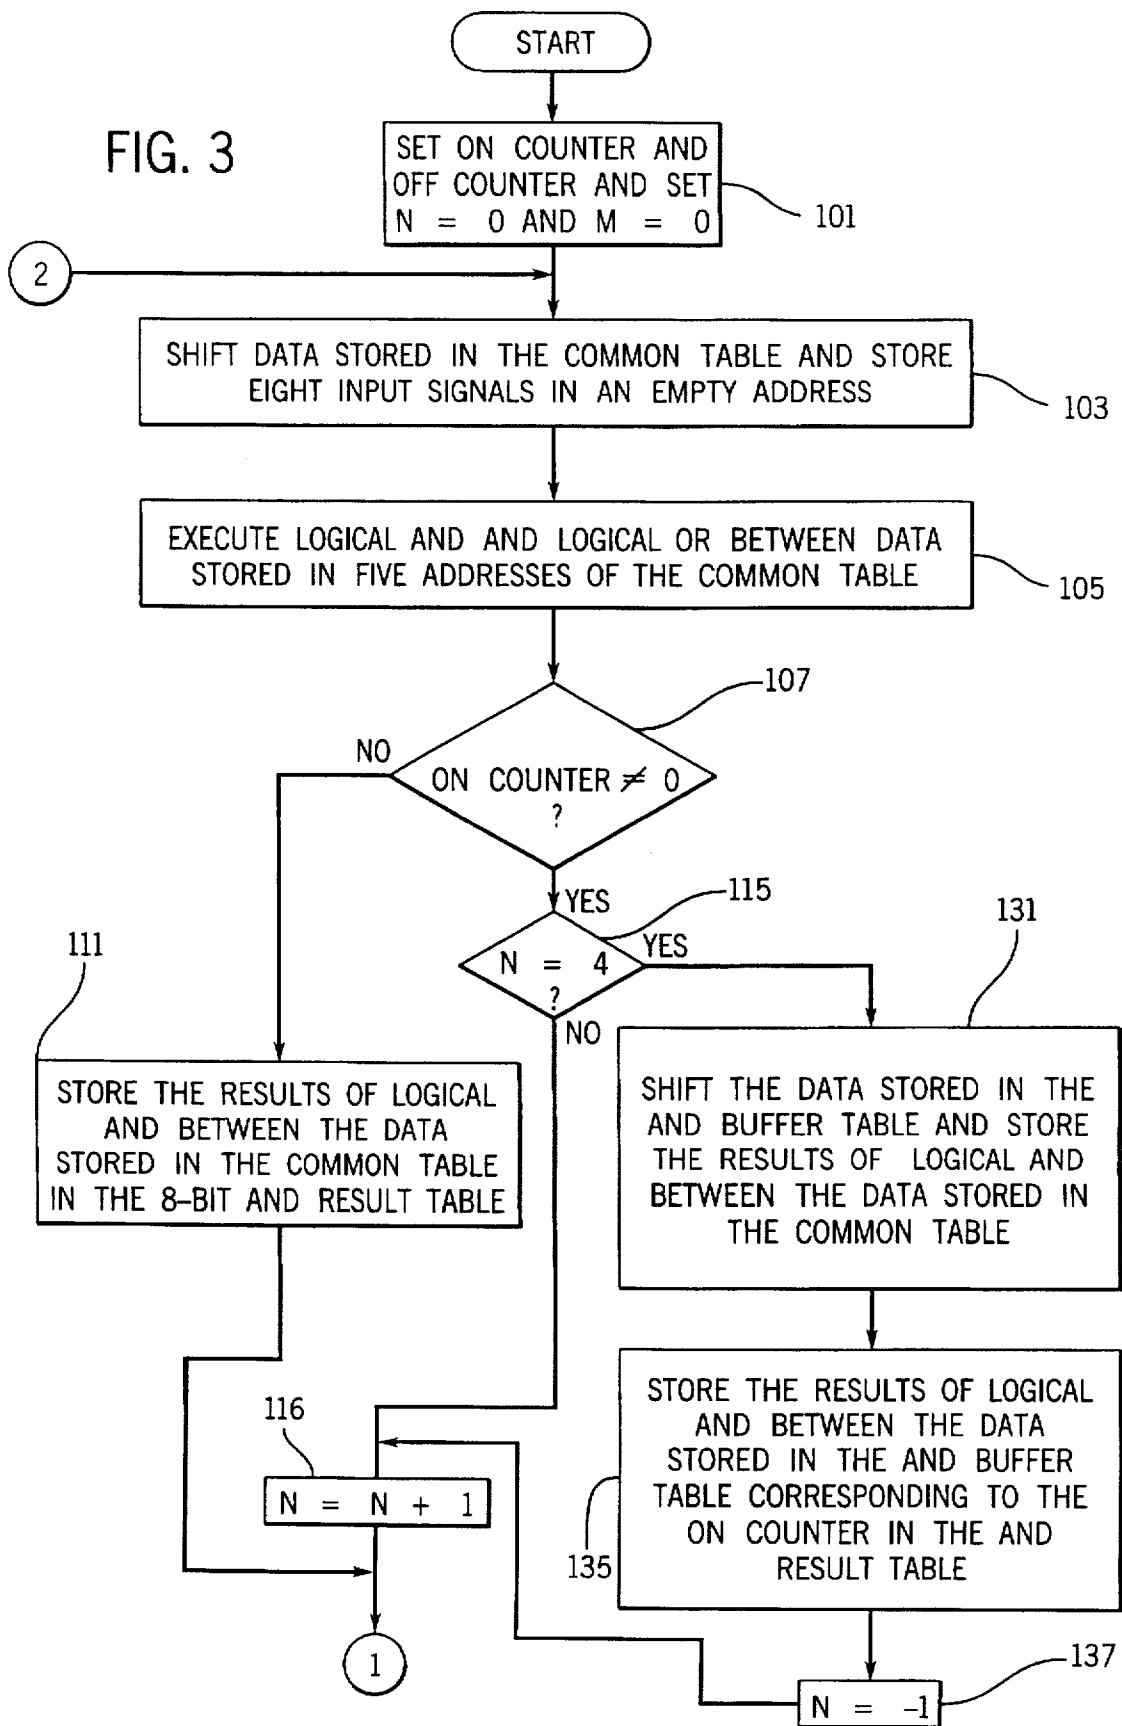 START
FIG. 3
SET ON COUNTER AND
OFF COUNTER AND SET
N = 0 AND M = 0
101
2
SHIFT DATA STORED IN THE COMMON TABLE AND STORE
EIGHT INPUT SIGNALS IN AN EMPTY ADDRESS
103
EXECUTE LOGICAL AND AND LOGICAL OR BETWEEN DATA
STORED IN FIVE ADDRESSES OF THE COMMON TABLE
105
107
NO
ON COUNTER ≠ 0
?
YES
115
N = 4
?
YES
NO
111
STORE THE RESULTS OF LOGICAL
AND BETWEEN THE DATA
STORED IN THE COMMON TABLE
IN THE 8-BIT AND RESULT TABLE
131
SHIFT THE DATA STORED IN THE
AND BUFFER TABLE AND STORE
THE RESULTS OF LOGICAL AND
BETWEEN THE DATA STORED IN
THE COMMON TABLE
STORE THE RESULTS OF LOGICAL
AND BETWEEN THE DATA
STORED IN THE AND BUFFER
TABLE CORRESPONDING TO THE
ON COUNTER IN THE AND
RESULT TABLE
135
116
N = N + 1
1
N = -1
137